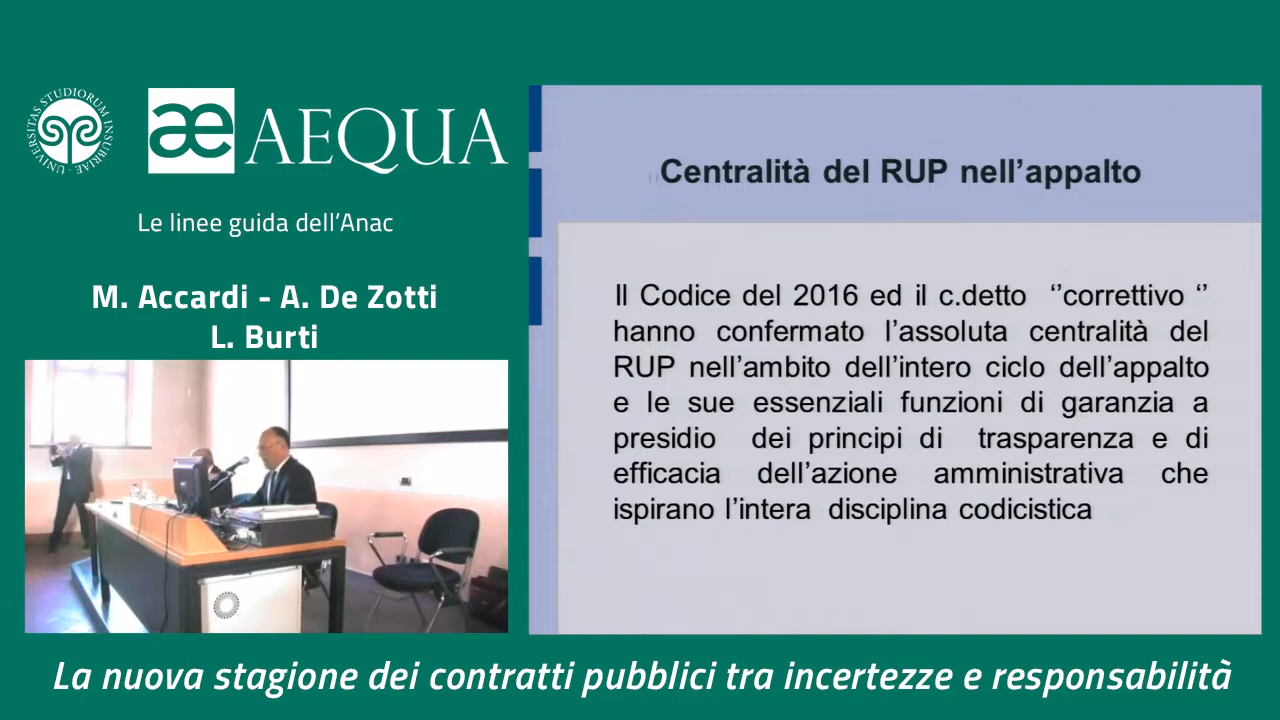 UNIVERSITAS STUDIORUM INSUBRIAE
æ AEQUA
Le linee guida dell'Anac
M. Accardi - A. De Zotti
L. Burti
Centralità del RUP nell'appalto
Il Codice del 2016 ed il c.detto ‘’correttivo ‘’
hanno confermato l'assoluta centralità del
RUP nell'ambito dell'intero ciclo dell'appalto
e le sue essenziali funzioni di garanzia a
presidio dei principi di trasparenza e di
efficacia dell'azione amministrativa che
ispirano l'intera disciplina codicistica
La nuova stagione dei contratti pubblici tra incertezze e responsabilità